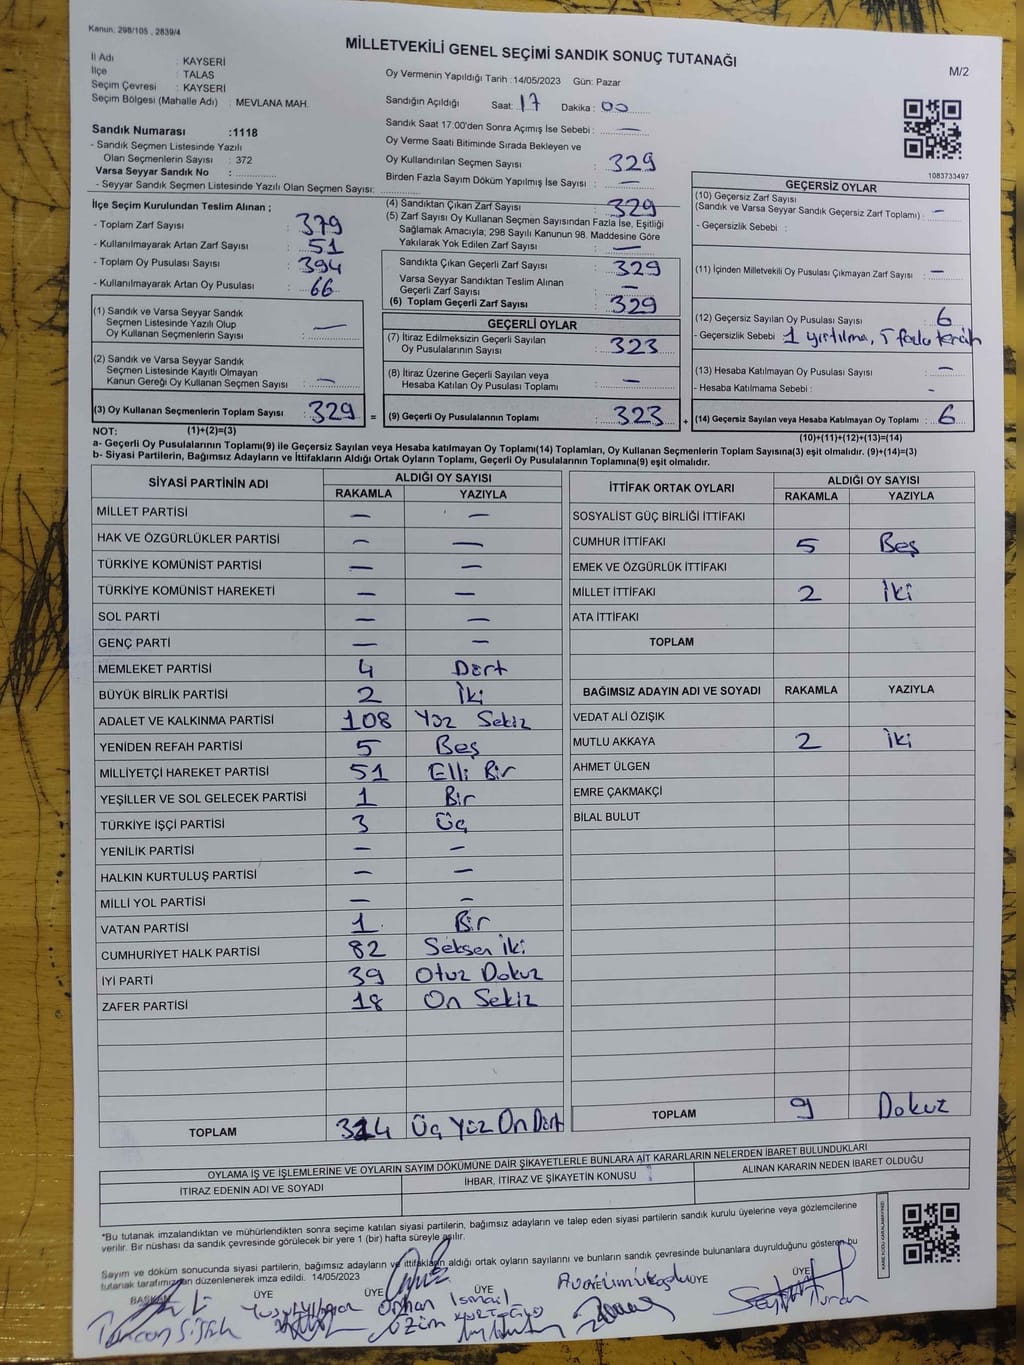 Kanun: 298/105 , 2839/4
MİLLETVEKİLİ GENEL SEÇİMİ SANDIK SONUÇ TUTANAĞI
M/2
İl Adı : KAYSERİ
İlçe : TALAS
Seçim Çevresi : KAYSERİ
Seçim Bölgesi (Mahalle Adı) : MEVLANA MAH.
Sandık Numarası :1118
- Sandık Seçmen Listesinde Yazılı
Olan Seçmenlerin Sayısı : 372
Varsa Seyyar Sandık No :
- Seyyar Sandık Seçmen Listesinde Yazılı Olan Seçmen Sayısı:
İlçe Seçim Kurulundan Teslim Alınan ;
- Toplam Zarf Sayısı : 379
- Kullanılmayarak Artan Zarf Sayısı : 51
- Toplam Oy Pusulası Sayısı : 394
- Kullanılmayarak Artan Oy Pusulası : 66
(1) Sandık ve Varsa Seyyar Sandık
Seçmen Listesinde Yazılı Olup
Oy Kullanan Seçmenlerin Sayısı : —
(2) Sandık ve Varsa Seyyar Sandık
Seçmen Listesinde Kayıtlı Olmayan
Kanun Gereği Oy Kullanan Seçmen Sayısı : —
(3) Oy Kullanan Seçmenlerin Toplam Sayısı : 329 =
(1)+(2)=(3)
Oy Vermenin Yapıldığı Tarih :14/05/2023 Gün: Pazar
Sandığın Açıldığı Saat: 17 Dakika : 00
Sandık Saat 17:00'den Sonra Açımış İse Sebebi : —
Oy Verme Saati Bitiminde Sırada Bekleyen ve
Oy Kullandırılan Seçmen Sayısı : 329
Birden Fazla Sayım Döküm Yapılmış İse Sayısı : —
(4) Sandıktan Çıkan Zarf Sayısı : 329
(5) Zarf Sayısı Oy Kullanan Seçmen Sayısından Fazla İse, Eşitliği
Sağlamak Amacıyla; 298 Sayılı Kanunun 98. Maddesine Göre
Yakılarak Yok Edilen Zarf Sayısı : —
Sandıkta Çıkan Geçerli Zarf Sayısı : 329
Varsa Seyyar Sandıktan Teslim Alınan
Geçerli Zarf Sayısı : —
(6) Toplam Geçerli Zarf Sayısı : 329
GEÇERLİ OYLAR
(7) İtiraz Edilmeksizin Geçerli Sayılan
Oy Pusulalarının Sayısı : 323
(8) İtiraz Üzerine Geçerli Sayılan veya
Hesaba Katılan Oy Pusulası Toplamı : —
(9) Geçerli Oy Pusulalarının Toplamı : 323 +
1083733497
GEÇERSİZ OYLAR
(10) Geçersiz Zarf Sayısı
(Sandık ve Varsa Seyyar Sandık Geçersiz Zarf Toplamı) : —
- Geçersizlik Sebebi :
(11) İçinden Milletvekili Oy Pusulası Çıkmayan Zarf Sayısı : —
(12) Geçersiz Sayılan Oy Pusulası Sayısı : 6
- Geçersizlik Sebebi : 1 yırtılma, 5 fazla tercih
(13) Hesaba Katılmayan Oy Pusulası Sayısı : —
- Hesaba Katılmama Sebebi : -
(14) Geçersiz Sayılan veya Hesaba Katılmayan Oy Toplamı : 6
(10)+(11)+(12)+(13)=(14)
NOT:
a- Geçerli Oy Pusulalarının Toplamı(9) ile Geçersiz Sayılan veya Hesaba katılmayan Oy Toplamı(14) Toplamları, Oy Kullanan Seçmenlerin Toplam Sayısına(3) eşit olmalıdır. (9)+(14)=(3)
b- Siyasi Partilerin, Bağımsız Adayların ve İttifakların Aldığı Ortak Oyların Toplamı, Geçerli Oy Pusulalarının Toplamına(9) eşit olmalıdır.
SİYASİ PARTİNİN ADI ALDIĞI OY SAYISI
RAKAMLA YAZIYLA
MİLLET PARTİSİ — —
HAK VE ÖZGÜRLÜKLER PARTİSİ — —
TÜRKİYE KOMÜNİST PARTİSİ — —
TÜRKİYE KOMÜNİST HAREKETİ — —
SOL PARTİ — —
GENÇ PARTİ — —
MEMLEKET PARTİSİ 4 Dört
BÜYÜK BİRLİK PARTİSİ 2 İki
ADALET VE KALKINMA PARTİSİ 108 Yüz Sekiz
YENİDEN REFAH PARTİSİ 5 Beş
MİLLİYETÇİ HAREKET PARTİSİ 51 Elli Bir
YEŞİLLER VE SOL GELECEK PARTİSİ 1 Bir
TÜRKİYE İŞÇİ PARTİSİ 3 Üç
YENİLİK PARTİSİ — —
HALKIN KURTULUŞ PARTİSİ — —
MİLLİ YOL PARTİSİ — —
VATAN PARTİSİ 1 Bir
CUMHURİYET HALK PARTİSİ 82 Seksen İki
İYİ PARTİ 39 Otuz Dokuz
ZAFER PARTİSİ 18 On Sekiz
TOPLAM 314 Üç Yüz On Dört
İTTİFAK ORTAK OYLARI ALDIĞI OY SAYISI
RAKAMLA YAZIYLA
SOSYALİST GÜÇ BİRLİĞİ İTTİFAKI
CUMHUR İTTİFAKI 5 Beş
EMEK VE ÖZGÜRLÜK İTTİFAKI
MİLLET İTTİFAKI 2 İki
ATA İTTİFAKI
TOPLAM
BAĞIMSIZ ADAYIN ADI VE SOYADI RAKAMLA YAZIYLA
VEDAT ALİ ÖZIŞIK
MUTLU AKKAYA 2 İki
AHMET ÜLGEN
EMRE ÇAKMAKÇİ
BİLAL BULUT
TOPLAM 9 Dokuz
OYLAMA İŞ VE İŞLEMLERİNE VE OYLARIN SAYIM DÖKÜMÜNE DAİR ŞİKAYETLERLE BUNLARA AİT KARARLARIN NELERDEN İBARET BULUNDUKLARI
İTİRAZ EDENİN ADI VE SOYADI İHBAR, İTİRAZ VE ŞİKAYETİN KONUSU ALINAN KARARIN NEDEN İBARET OLDUĞU
*Bu tutanak imzalandıktan ve mühürlendikten sonra seçime katılan siyasi partilerin, bağımsız adayların ve talep eden siyasi partilerin sandık kurulu üyelerine veya gözlemcilerine
verilir. Bir nüshası da sandık çevresinde görülecek bir yere 1 (bir) hafta süreyle asılır.
Sayım ve döküm sonucunda siyasi partilerin, bağımsız adayların ve ittifakların aldığı ortak oyların sayılarını ve bunların sandık çevresinde bulunanlara duyrulduğunu gösteren bu
tutanak tarafımızdan düzenlenerek imza edildi. 14/05/2023
BAŞKAN ÜYE ÜYE ÜYE ÜYE ÜYE
Orhan İsmail